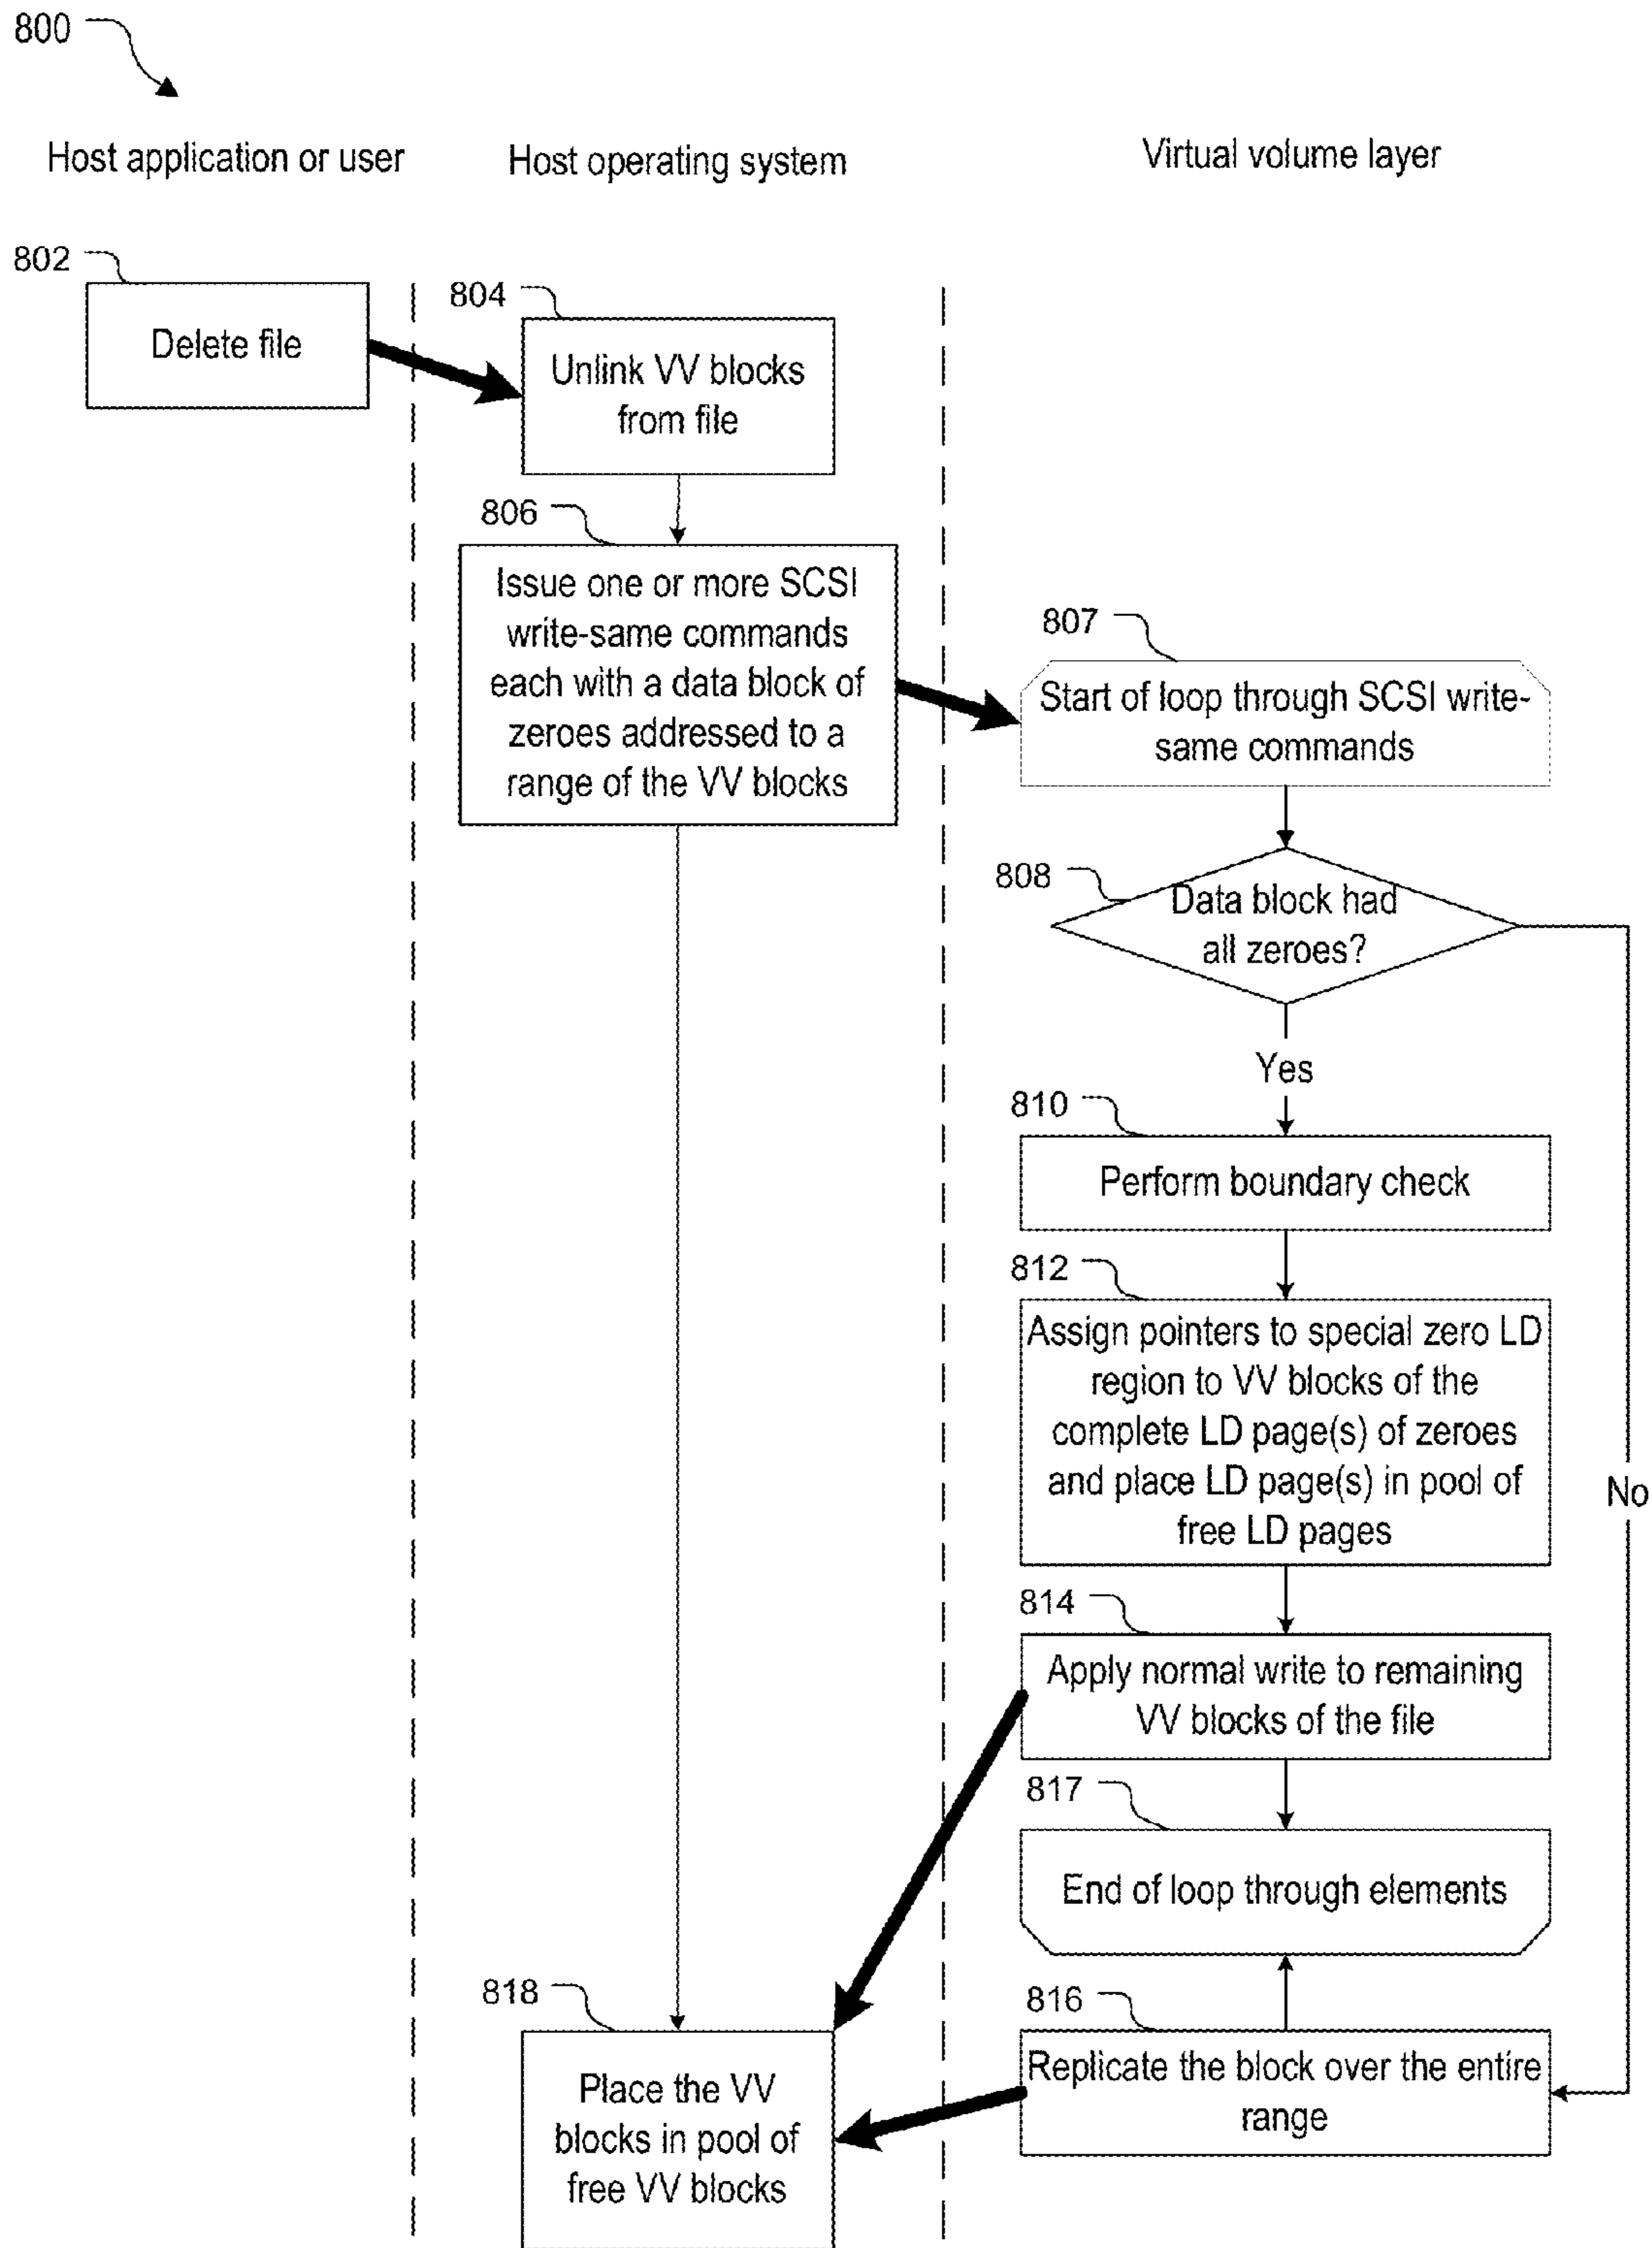 800
Host application or user
Host operating system
Virtual volume layer
802
Delete file
804
Unlink VV blocks
from file
806
Issue one or more SCSI
write-same commands
each with a data block of
zeroes addressed to a
range of the VV blocks
807
Start of loop through SCSI write-
same commands
808
Data block had
all zeroes?
Yes
No
810
Perform boundary check
812
Assign pointers to special zero LD
region to VV blocks of the
complete LD page(s) of zeroes
and place LD page(s) in pool of
free LD pages
814
Apply normal write to remaining
VV blocks of the file
817
End of loop through elements
816
Replicate the block over the entire
range
818
Place the VV
blocks in pool of
free VV blocks